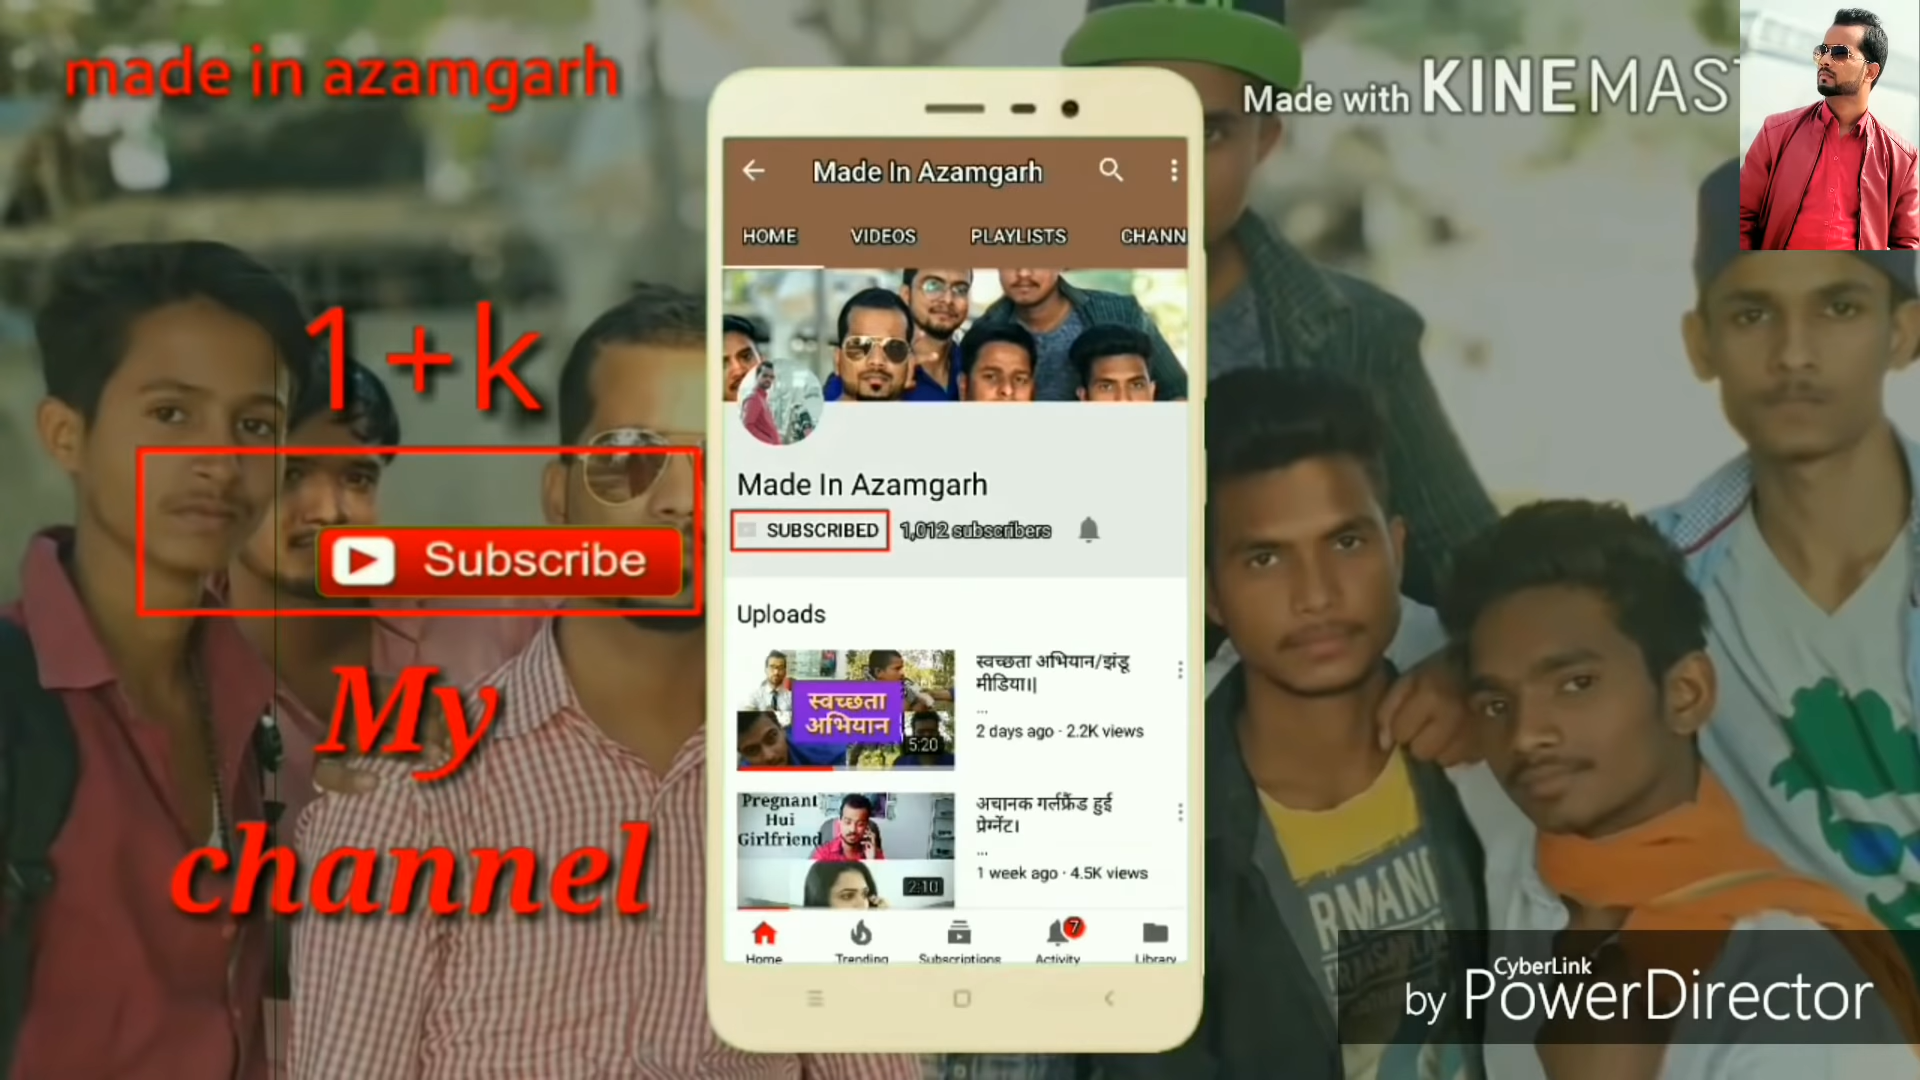 made in azamgarh
1+k
Subscribe
My
channel
Made with KINEMAS
Made In Azamgarh
HOME VIDEOS PLAYLISTS CHANN
Made In Azamgarh
SUBSCRIBED 1,012 subscribers
Uploads
स्वच्छता
अभियान
5:20
स्वच्छता अभियान/झंडू
मीडिया।|
...
2 days ago · 2.2K views
Pregnant
Hui
Girlfriend
2:10
अचानक गर्लफ्रैंड हुई
प्रेग्नेंट।
...
1 week ago · 4.5K views
7
Home Trending Subscriptions Activity Library
ARMANI
CyberLink
by PowerDirector